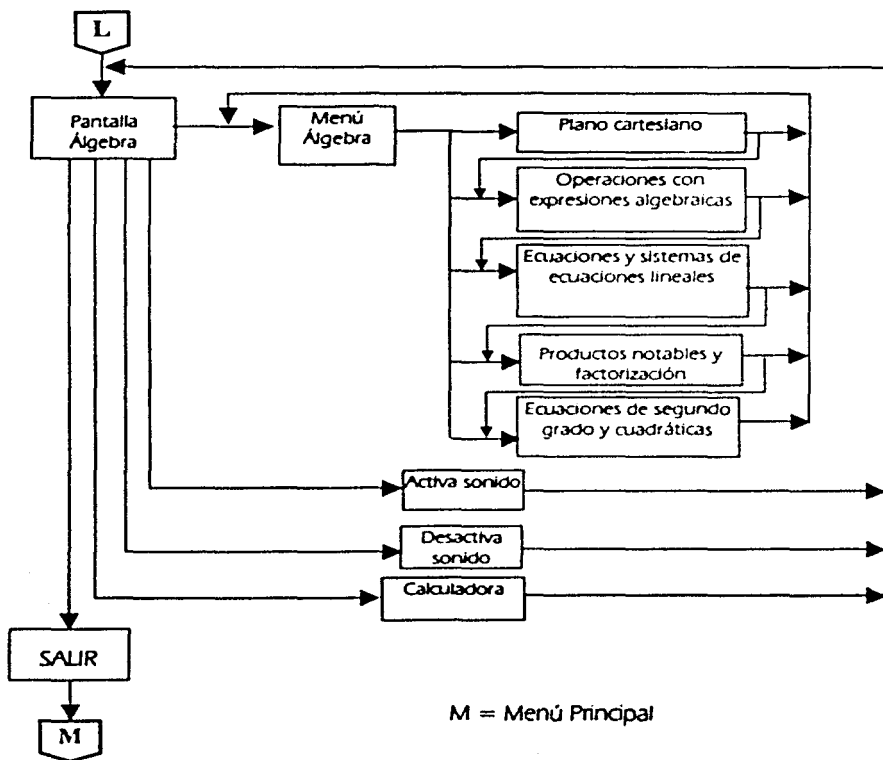 L
Pantalla
Álgebra
Menú
Álgebra
Plano cartesiano
Operaciones con
expresiones algebraicas
Ecuaciones y sistemas de
ecuaciones lineales
Productos notables y
factorización
Ecuaciones de segundo
grado y cuadráticas
Activa sonido
Desactiva
sonido
Calculadora
SALIR
M
M = Menú Principal